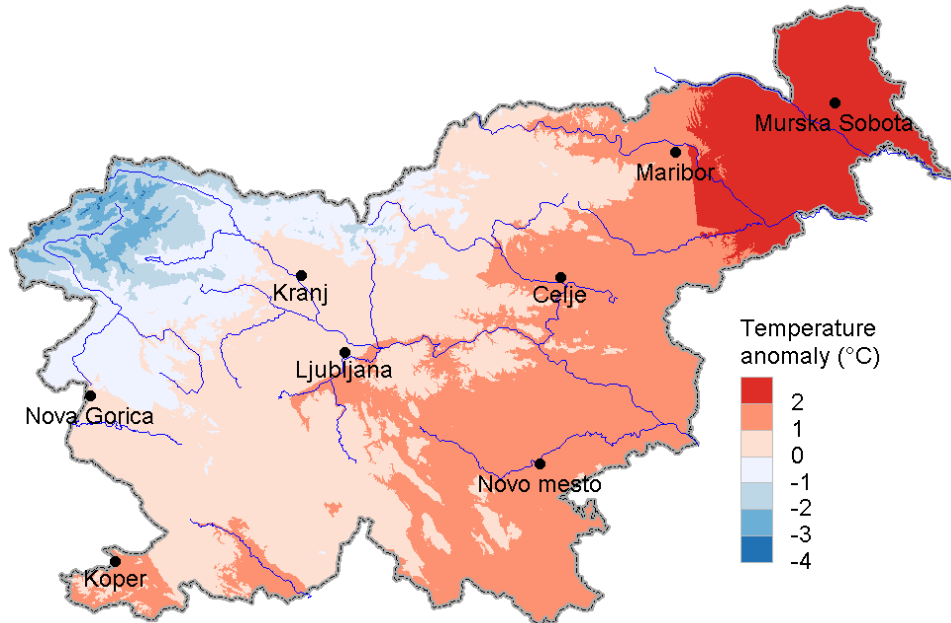 Murska Sobota
Maribor
Kranj
Celje
Ljubljana
Nova Gorica
Novo mesto
Koper
Temperature
anomaly (°C)
2
1
0
-1
-2
-3
-4